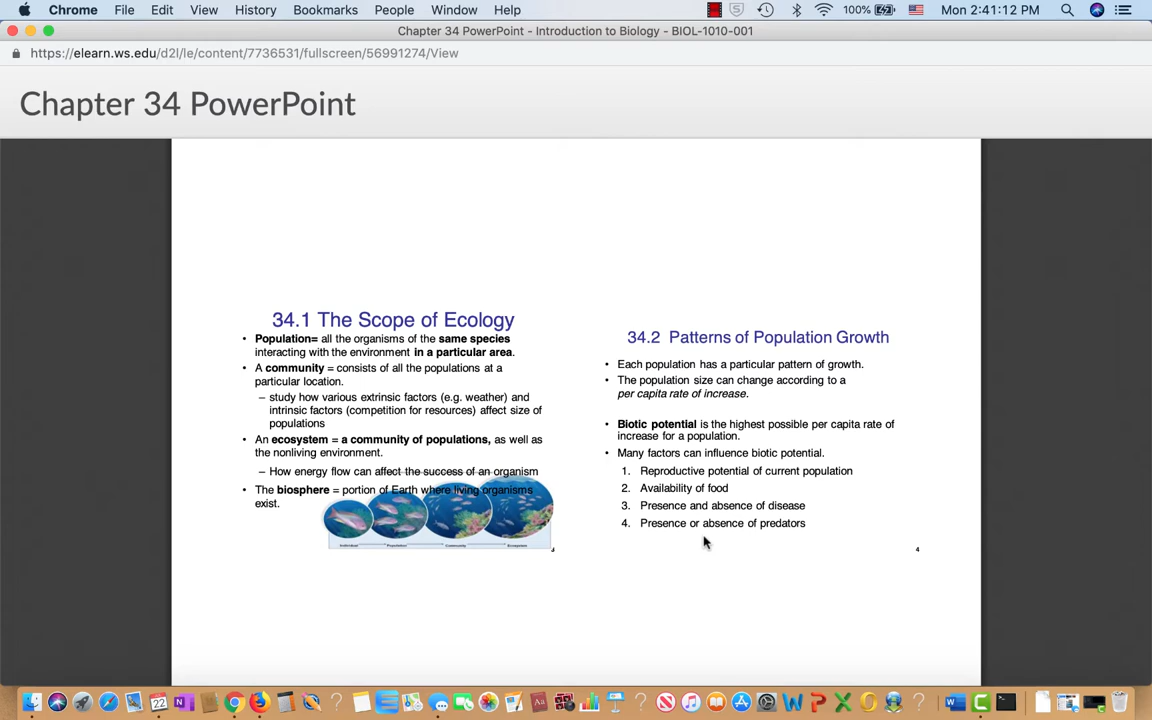 Chrome File Edit View History Bookmarks People Window Help 100% Mon 2:41:12 PM
Chapter 34 PowerPoint - Introduction to Biology - BIOL-1010-001
https://elearn.ws.edu/d2l/le/content/7736531/fullscreen/56991274/View
Chapter 34 PowerPoint
34.1 The Scope of Ecology
• Population= all the organisms of the same species
interacting with the environment in a particular area.
• A community = consists of all the populations at a
particular location.
– study how various extrinsic factors (e.g. weather) and
intrinsic factors (competition for resources) affect size of
populations
• An ecosystem = a community of populations, as well as
the nonliving environment.
– How energy flow can affect the success of an organism
• The biosphere = portion of Earth where living organisms
exist.
Individual Population Community Ecosystem
3
34.2 Patterns of Population Growth
• Each population has a particular pattern of growth.
• The population size can change according to a
per capita rate of increase.
• Biotic potential is the highest possible per capita rate of
increase for a population.
• Many factors can influence biotic potential.
1. Reproductive potential of current population
2. Availability of food
3. Presence and absence of disease
4. Presence or absence of predators
4
22